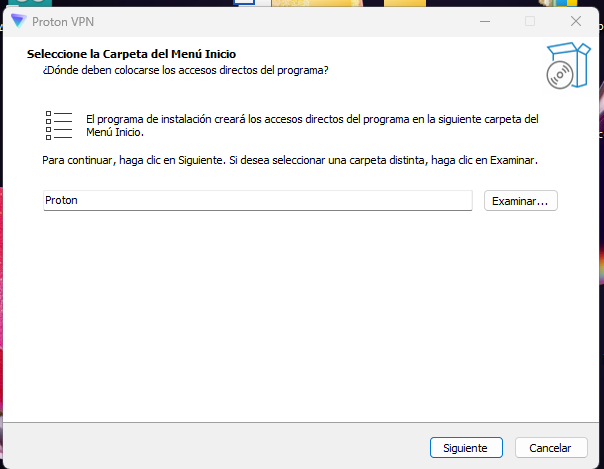 Proton VPN
Seleccione la Carpeta del Menú Inicio
¿Dónde deben colocarse los accesos directos del programa?
El programa de instalación creará los accesos directos del programa en la siguiente carpeta del
Menú Inicio.
Para continuar, haga clic en Siguiente. Si desea seleccionar una carpeta distinta, haga clic en Examinar.
Proton
Examinar...
Siguiente
Cancelar